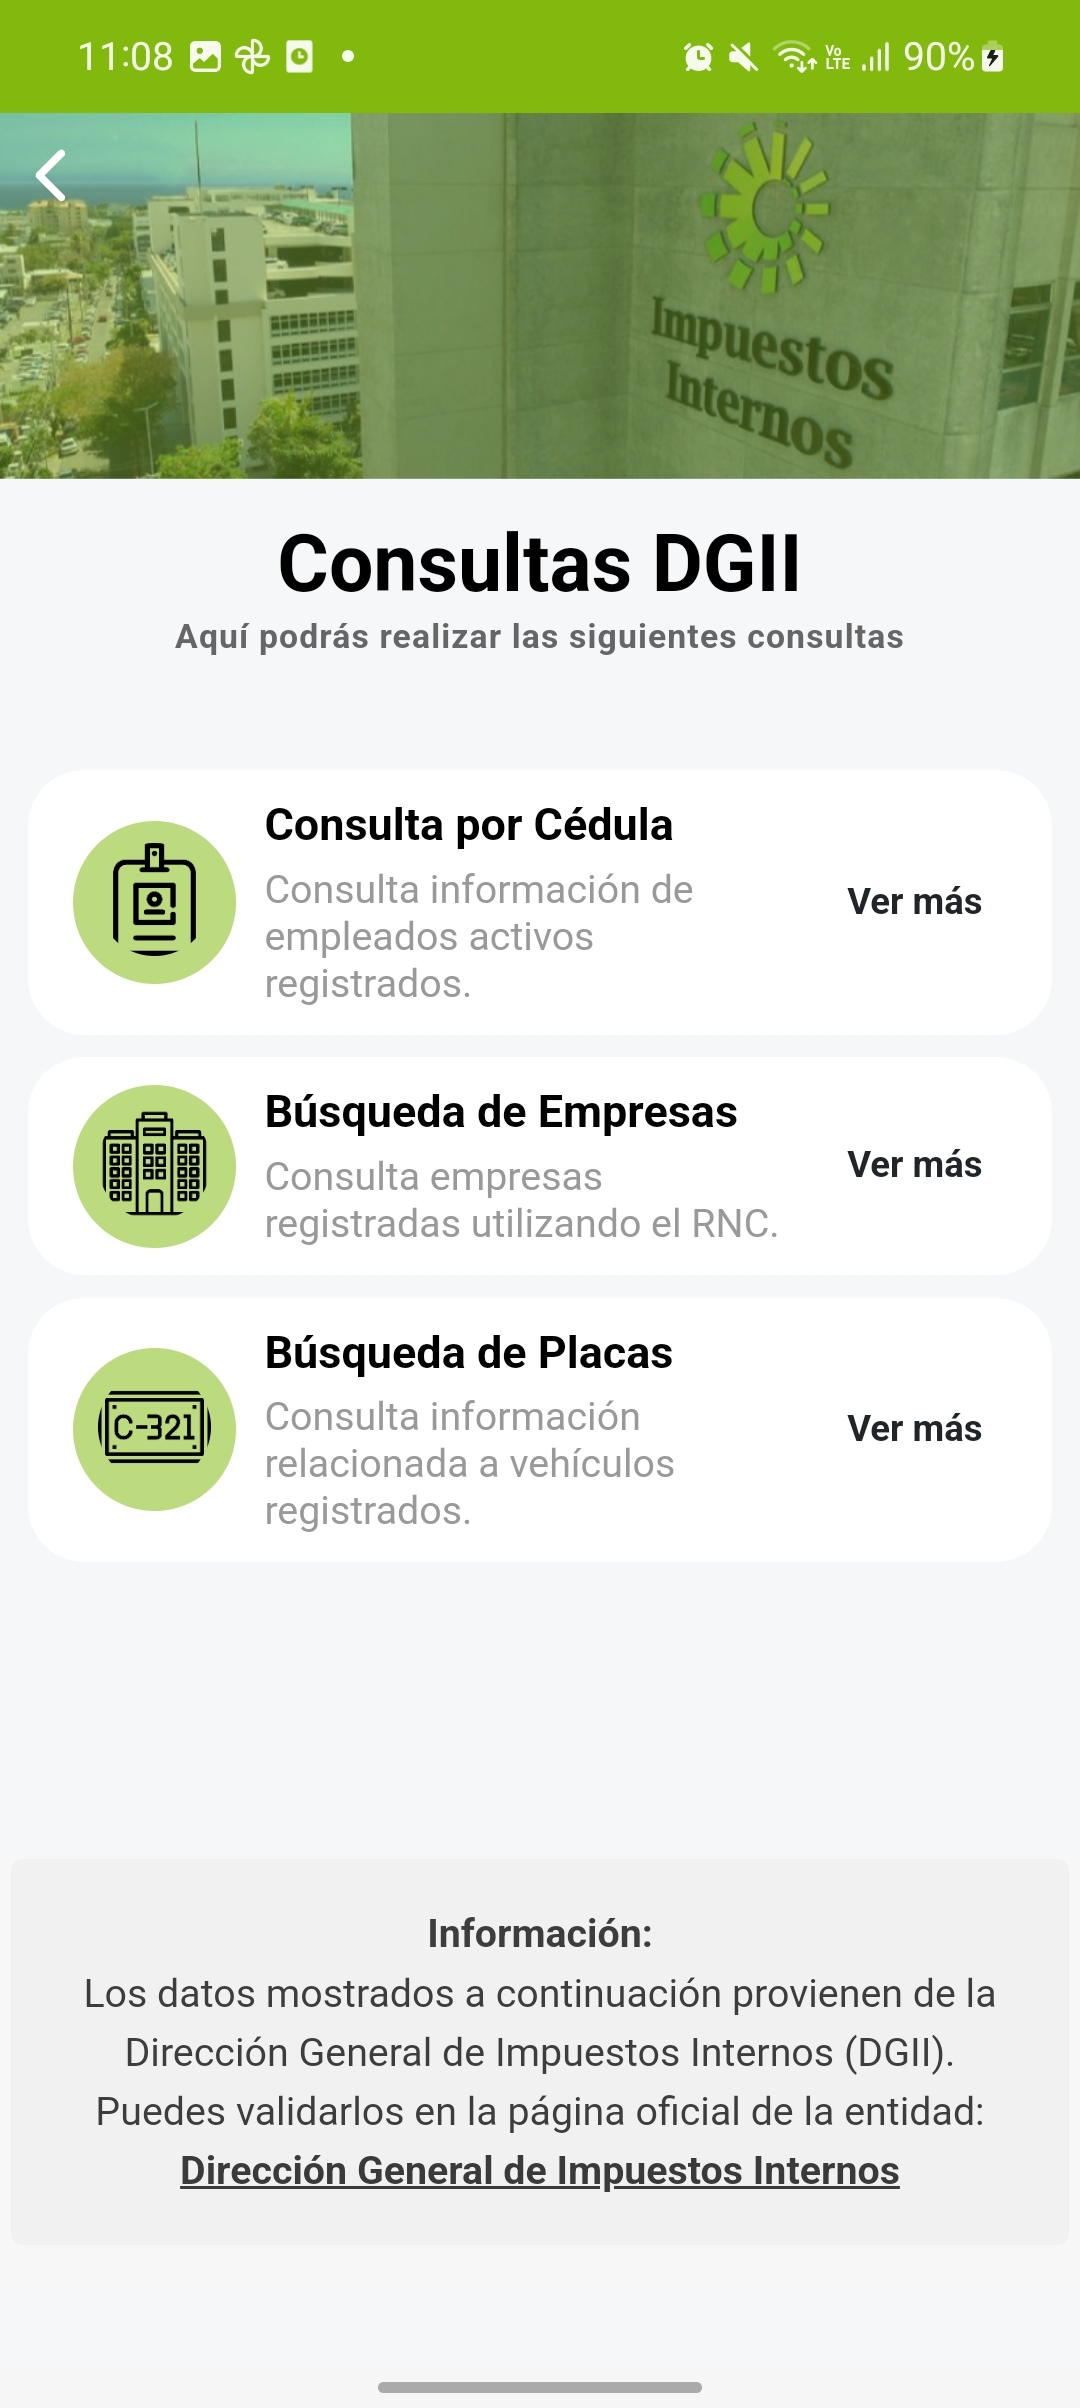 11:08
Vo
LTE
90%
Impuestos
Internos
Consultas DGII
Aquí podrás realizar las siguientes consultas
Consulta por Cédula
Consulta información de
empleados activos
registrados.
Ver más
Búsqueda de Empresas
Consulta empresas
registradas utilizando el RNC.
Ver más
C-321
Búsqueda de Placas
Consulta información
relacionada a vehículos
registrados.
Ver más
Información:
Los datos mostrados a continuación provienen de la
Dirección General de Impuestos Internos (DGII).
Puedes validarlos en la página oficial de la entidad:
Dirección General de Impuestos Internos